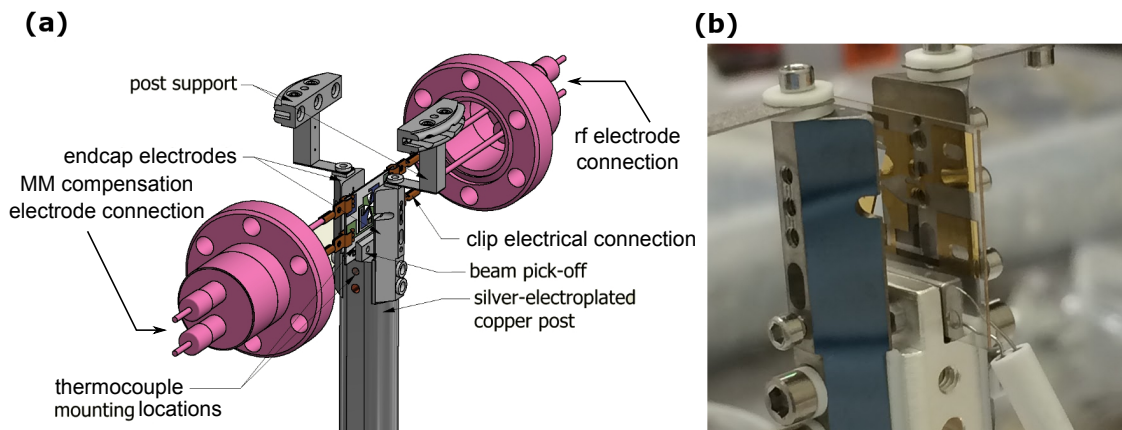 (a)
(b)
post support
endcap electrodes
MM compensation
electrode connection
rf electrode
connection
clip electrical connection
beam pick-off
silver-electroplated
copper post
thermocouple
mounting locations